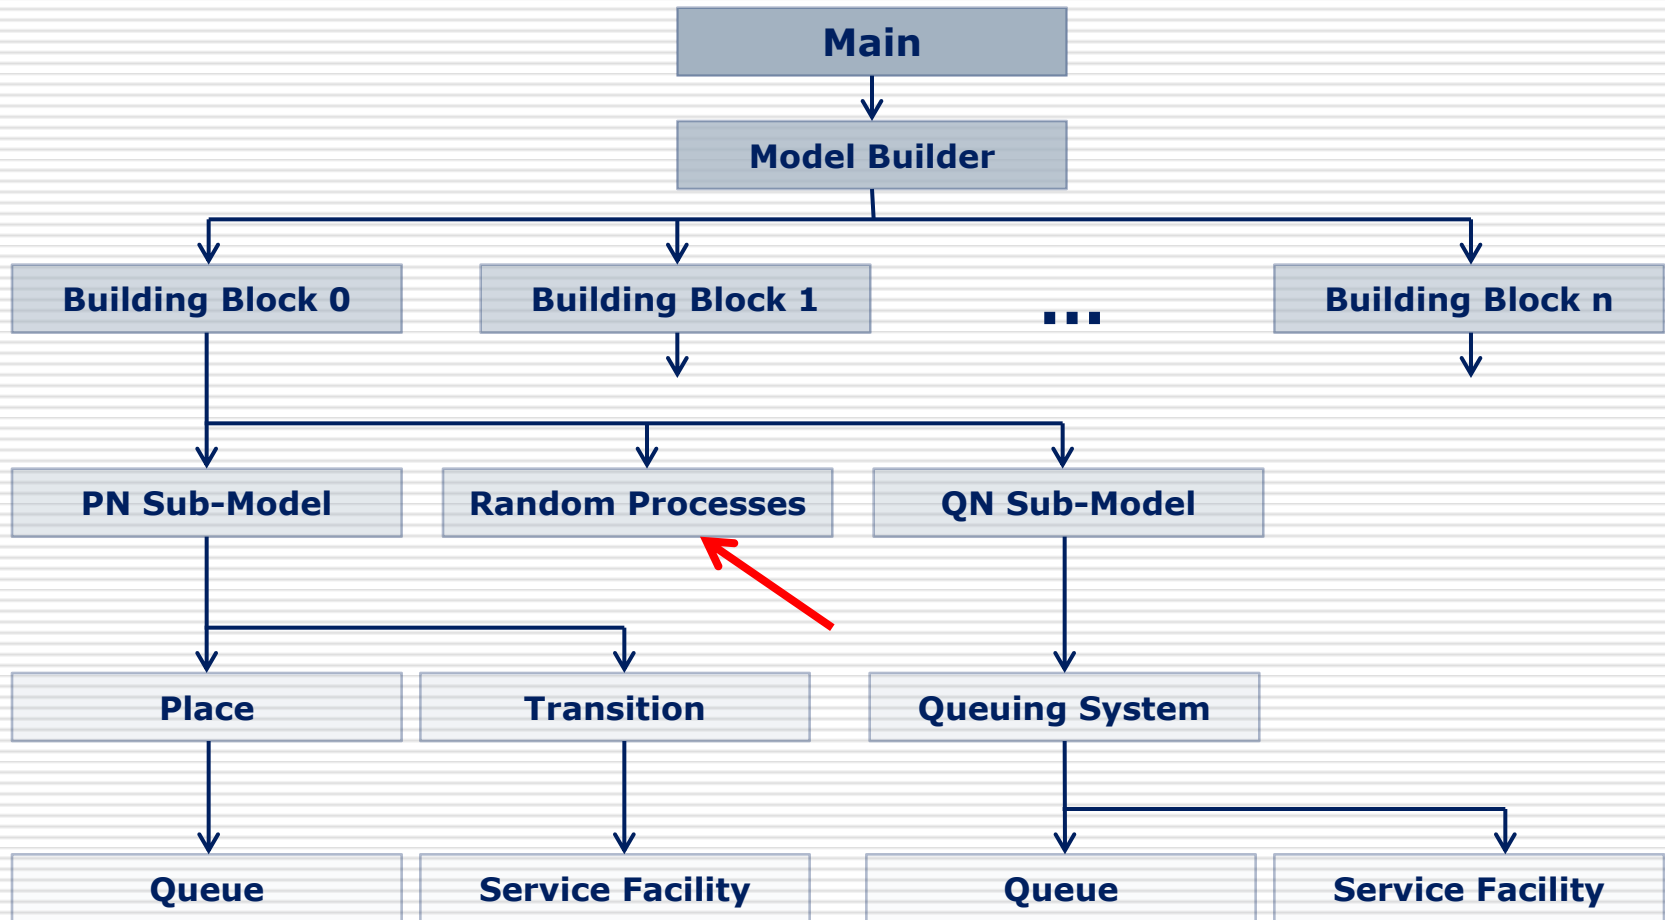 Main
Model Builder
Building Block 0
Building Block 1
...
Building Block n
PN Sub-Model
Random Processes
QN Sub-Model
Place
Transition
Queuing System
Queue
Service Facility
Queue
Service Facility